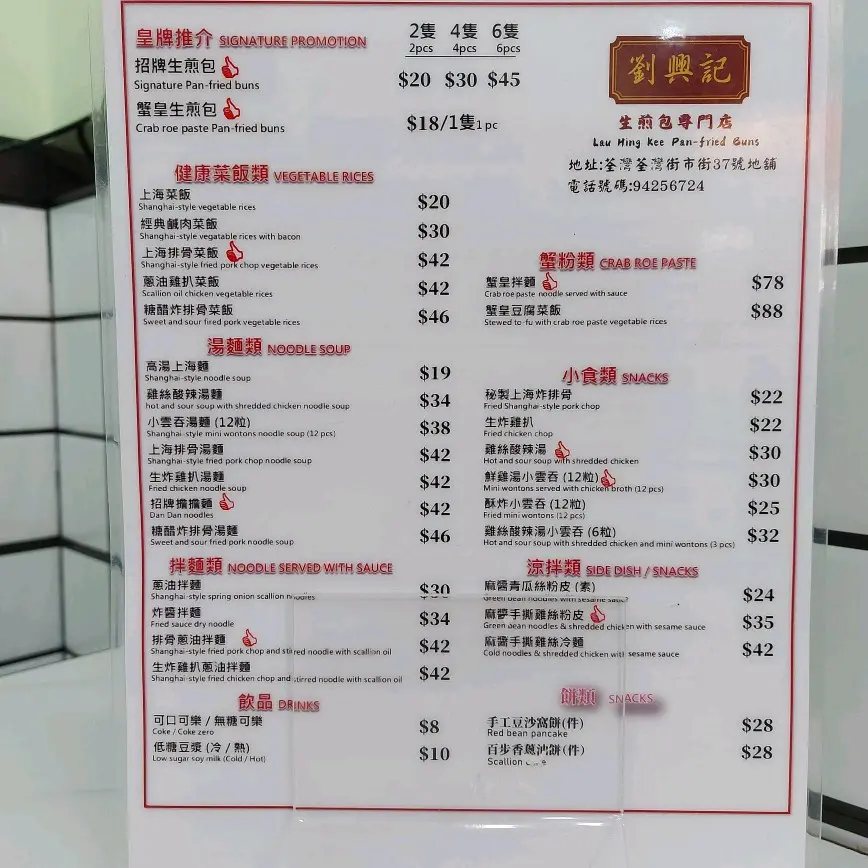 皇牌推介 SIGNATURE PROMOTION
2隻 4隻 6隻
2pcs 4pcs 6pcs
招牌生煎包 $20 $30 $45
Signature Pan-fried buns
蟹皇生煎包 $18/1隻1pc
Crab roe paste Pan-fried buns
劉興記
生煎包專門店
Lau Hing Kee Pan-fried Buns
地址:荃灣荃灣街市街37號地舖
電話號碼:94256724
健康菜飯類 VEGETABLE RICES
上海菜飯 $20
Shanghai-style vegetable rices
經典鹹肉菜飯 $30
Shanghai-style vegatable rices with bacon
上海排骨菜飯 $42
Shanghai-style fried pork chop vegetable rices
蔥油雞扒菜飯 $42
Scallion oil chicken vegetable rices
糖醋炸排骨菜飯 $46
Sweet and sour fired pork vegetable rices
湯麵類 NOODLE SOUP
高湯上海麵 $19
Shanghai-style noodle soup
雞絲酸辣湯麵 $34
hot and sour soup with shredded chicken noodle soup
小雲吞湯麵 (12粒) $38
Shanghai-style mini wontons noodle soup (12 pcs)
上海排骨湯麵 $42
Shanghai-style fried pork chop noodle soup
生炸雞扒湯麵 $42
Fried chicken noodle soup
招牌擔擔麵 $42
Dan Dan noodles
糖醋炸排骨湯麵 $46
Sweet and sour fried pork noodle soup
拌麵類 NOODLE SERVED WITH SAUCE
蔥油拌麵 $30
Shanghai-style spring onion scallion noodles
炸醬拌麵 $34
Fried sauce dry noodle
排骨蔥油拌麵 $42
Shanghai-style fried pork chop and stirred noodle with scallion oil
生炸雞扒蔥油拌麵 $42
Shanghai-style fried chicken chop and stirred noodle with scallion oil
飲品 DRINKS
可口可樂 / 無糖可樂 $8
Coke / Coke zero
低糖豆漿 (冷 / 熱) $10
Low sugar soy milk (Cold / Hot)
蟹粉類 CRAB ROE PASTE
蟹皇拌麵 $78
Crab roe paste noodle served with sauce
蟹皇豆腐菜飯 $88
Stewed to-fu with crab roe paste vegetable rices
小食類 SNACKS
秘製上海炸排骨 $22
Fried Shanghai-style pork chop
生炸雞扒 $22
Fried chicken chop
雞絲酸辣湯 $30
Hot and sour soup with shredded chicken
鮮雞湯小雲吞 (12粒) $30
Mini wontons served with chicken broth (12 pcs)
酥炸小雲吞 (12粒) $25
Fried mini wontons (12 pcs)
雞絲酸辣湯小雲吞 (6粒) $32
Hot and sour soup with shredded chicken and mini wontons (3 pcs)
涼拌類 SIDE DISH / SNACKS
麻醬青瓜絲粉皮 (素) $24
Green bean noodles with sesame sauce
麻醬手撕雞絲粉皮 $35
Green bean noodles & shredded chicken with sesame sauce
麻醬手撕雞絲冷麵 $42
Cold noodles & shredded chicken with sesame sauce
餅類 SNACKS
手工豆沙窩餅(件) $28
Red bean pancake
百步香蔥油餅(件) $28
Scallion